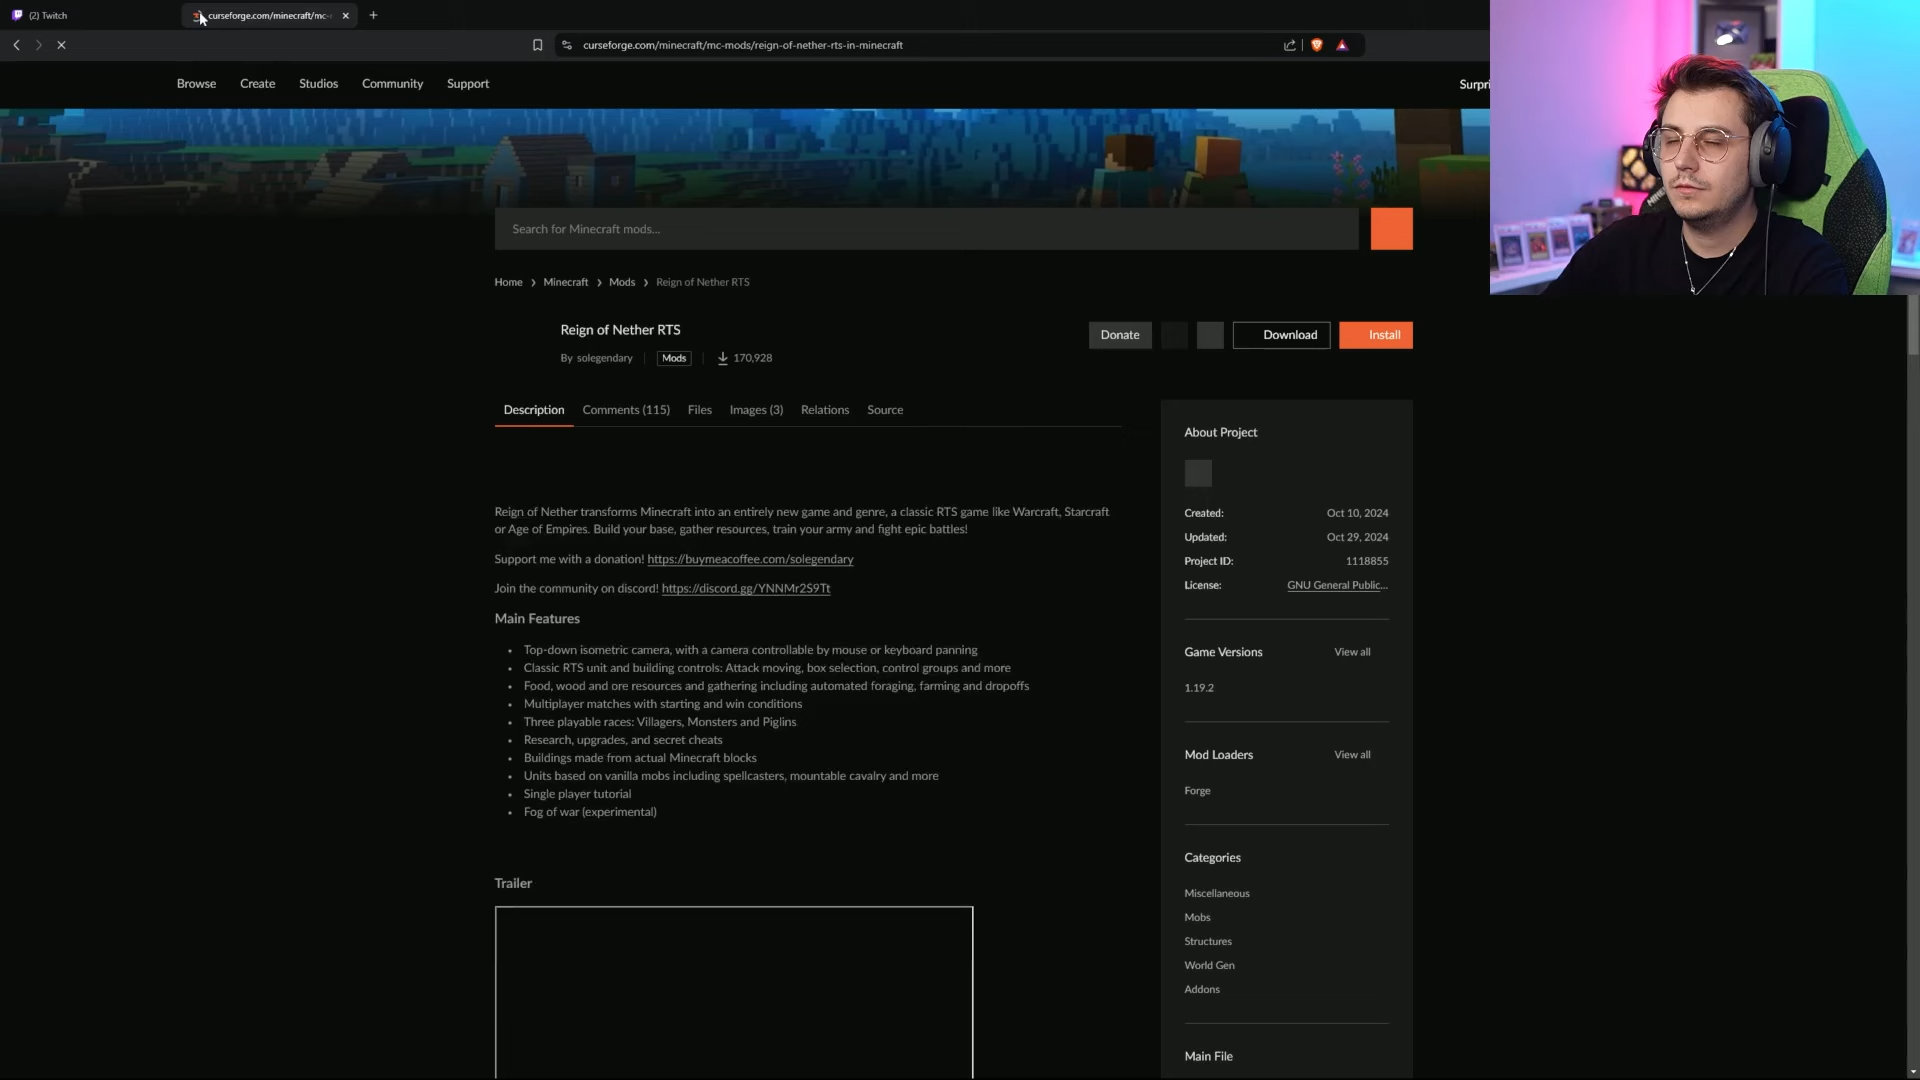 (2) Twitch
curseforge.com/minecraft/mc-
curseforge.com/minecraft/mc-mods/reign-of-nether-rts-in-minecraft
Browse Create Studios Community Support
Surpri
Search for Minecraft mods...
Home Minecraft Mods Reign of Nether RTS
Reign of Nether RTS
By solegendary Mods 170,928
Donate Download Install
Description Comments (115) Files Images (3) Relations Source
Reign of Nether transforms Minecraft into an entirely new game and genre, a classic RTS game like Warcraft, Starcraft
or Age of Empires. Build your base, gather resources, train your army and fight epic battles!
Support me with a donation! https://buymeacoffee.com/solegendary
Join the community on discord! https://discord.gg/YNNMr2S9Tt
Main Features
• Top-down isometric camera, with a camera controllable by mouse or keyboard panning
• Classic RTS unit and building controls: Attack moving, box selection, control groups and more
• Food, wood and ore resources and gathering including automated foraging, farming and dropoffs
• Multiplayer matches with starting and win conditions
• Three playable races: Villagers, Monsters and Piglins
• Research, upgrades, and secret cheats
• Buildings made from actual Minecraft blocks
• Units based on vanilla mobs including spellcasters, mountable cavalry and more
• Single player tutorial
• Fog of war (experimental)
Trailer
About Project
Created: Oct 10, 2024
Updated: Oct 29, 2024
Project ID: 1118855
License: GNU General Public...
Game Versions View all
1.19.2
Mod Loaders View all
Forge
Categories
Miscellaneous
Mobs
Structures
World Gen
Addons
Main File